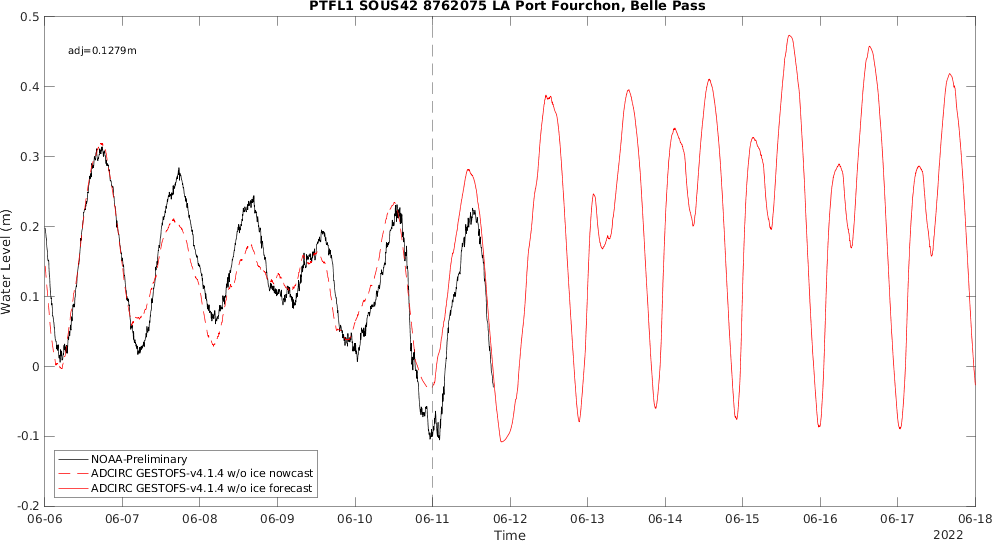 PTFL1 SOUS42 8762075 LA Port Fourchon, Belle Pass
adj=0.1279m
0.5
0.4
0.3
0.2
0.1
0
-0.1
-0.2
Water Level (m)
NOAA-Preliminary
ADCIRC GESTOFS-v4.1.4 w/o ice nowcast
ADCIRC GESTOFS-v4.1.4 w/o ice forecast
06-06 06-07 06-08 06-09 06-10 06-11 06-12 06-13 06-14 06-15 06-16 06-17 06-18
Time
2022